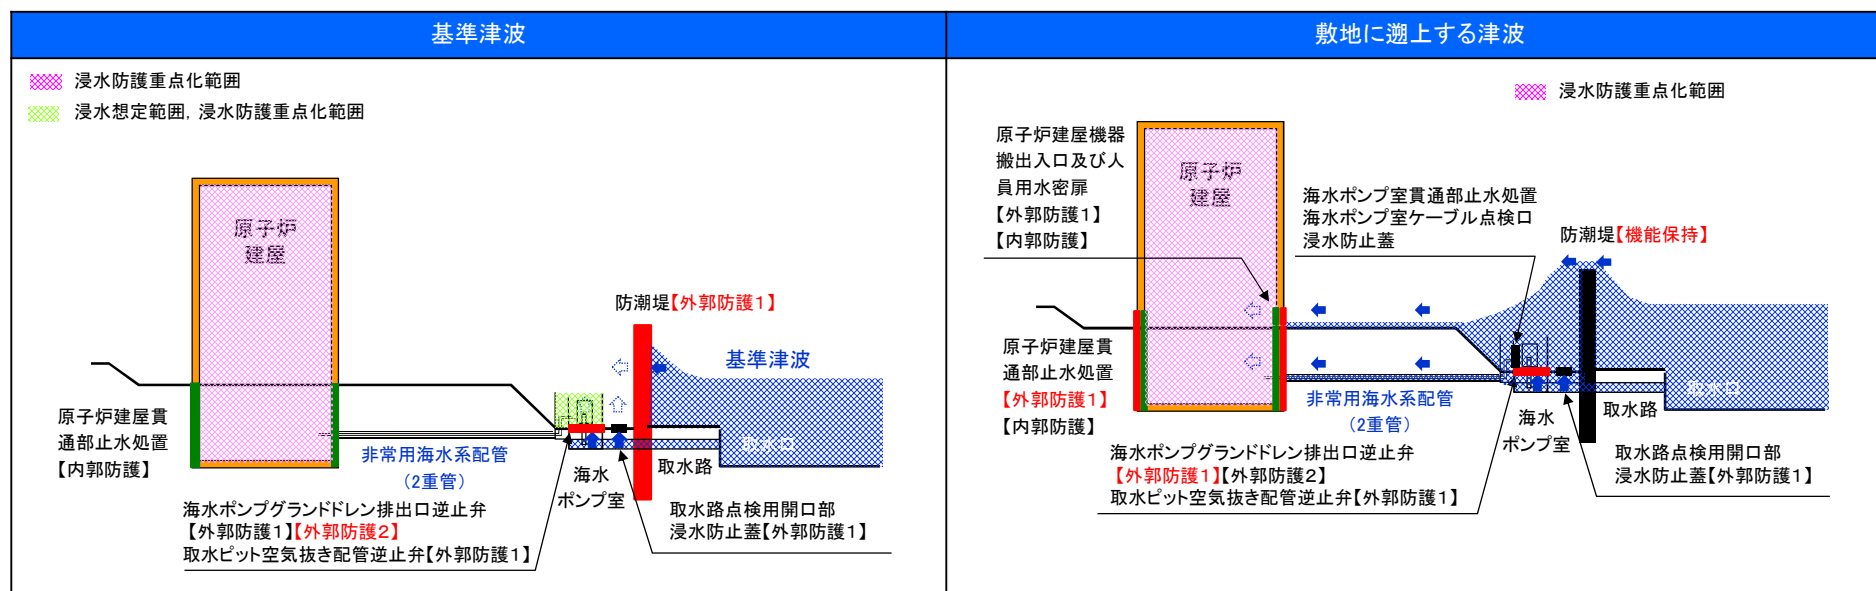 基準津波
敷地に遡上する津波
浸水防護重点化範囲
浸水想定範囲，浸水防護重点化範囲
原子炉
建屋
防潮堤【外郭防護1】
基準津波
原子炉建屋貫
通部止水処置
【内郭防護】
非常用海水系配管
（2重管）
海水
ポンプ室
取水路
取水口
海水ポンプグランドドレン排出口逆止弁
【外郭防護1】【外郭防護2】
取水ピット空気抜き配管逆止弁【外郭防護1】
取水路点検用開口部
浸水防止蓋【外郭防護1】
浸水防護重点化範囲
原子炉建屋機器
搬出入口及び人
員用水密扉
【外郭防護1】
【内郭防護】
原子炉
建屋
海水ポンプ室貫通部止水処置
海水ポンプ室ケーブル点検口
浸水防止蓋
防潮堤【機能保持】
原子炉建屋貫
通部止水処置
【外郭防護1】
【内郭防護】
非常用海水系配管
（2重管）
海水
ポンプ室
取水路
取水口
海水ポンプグランドドレン排出口逆止弁
【外郭防護1】【外郭防護2】
取水ピット空気抜き配管逆止弁【外郭防護1】
取水路点検用開口部
浸水防止蓋【外郭防護1】